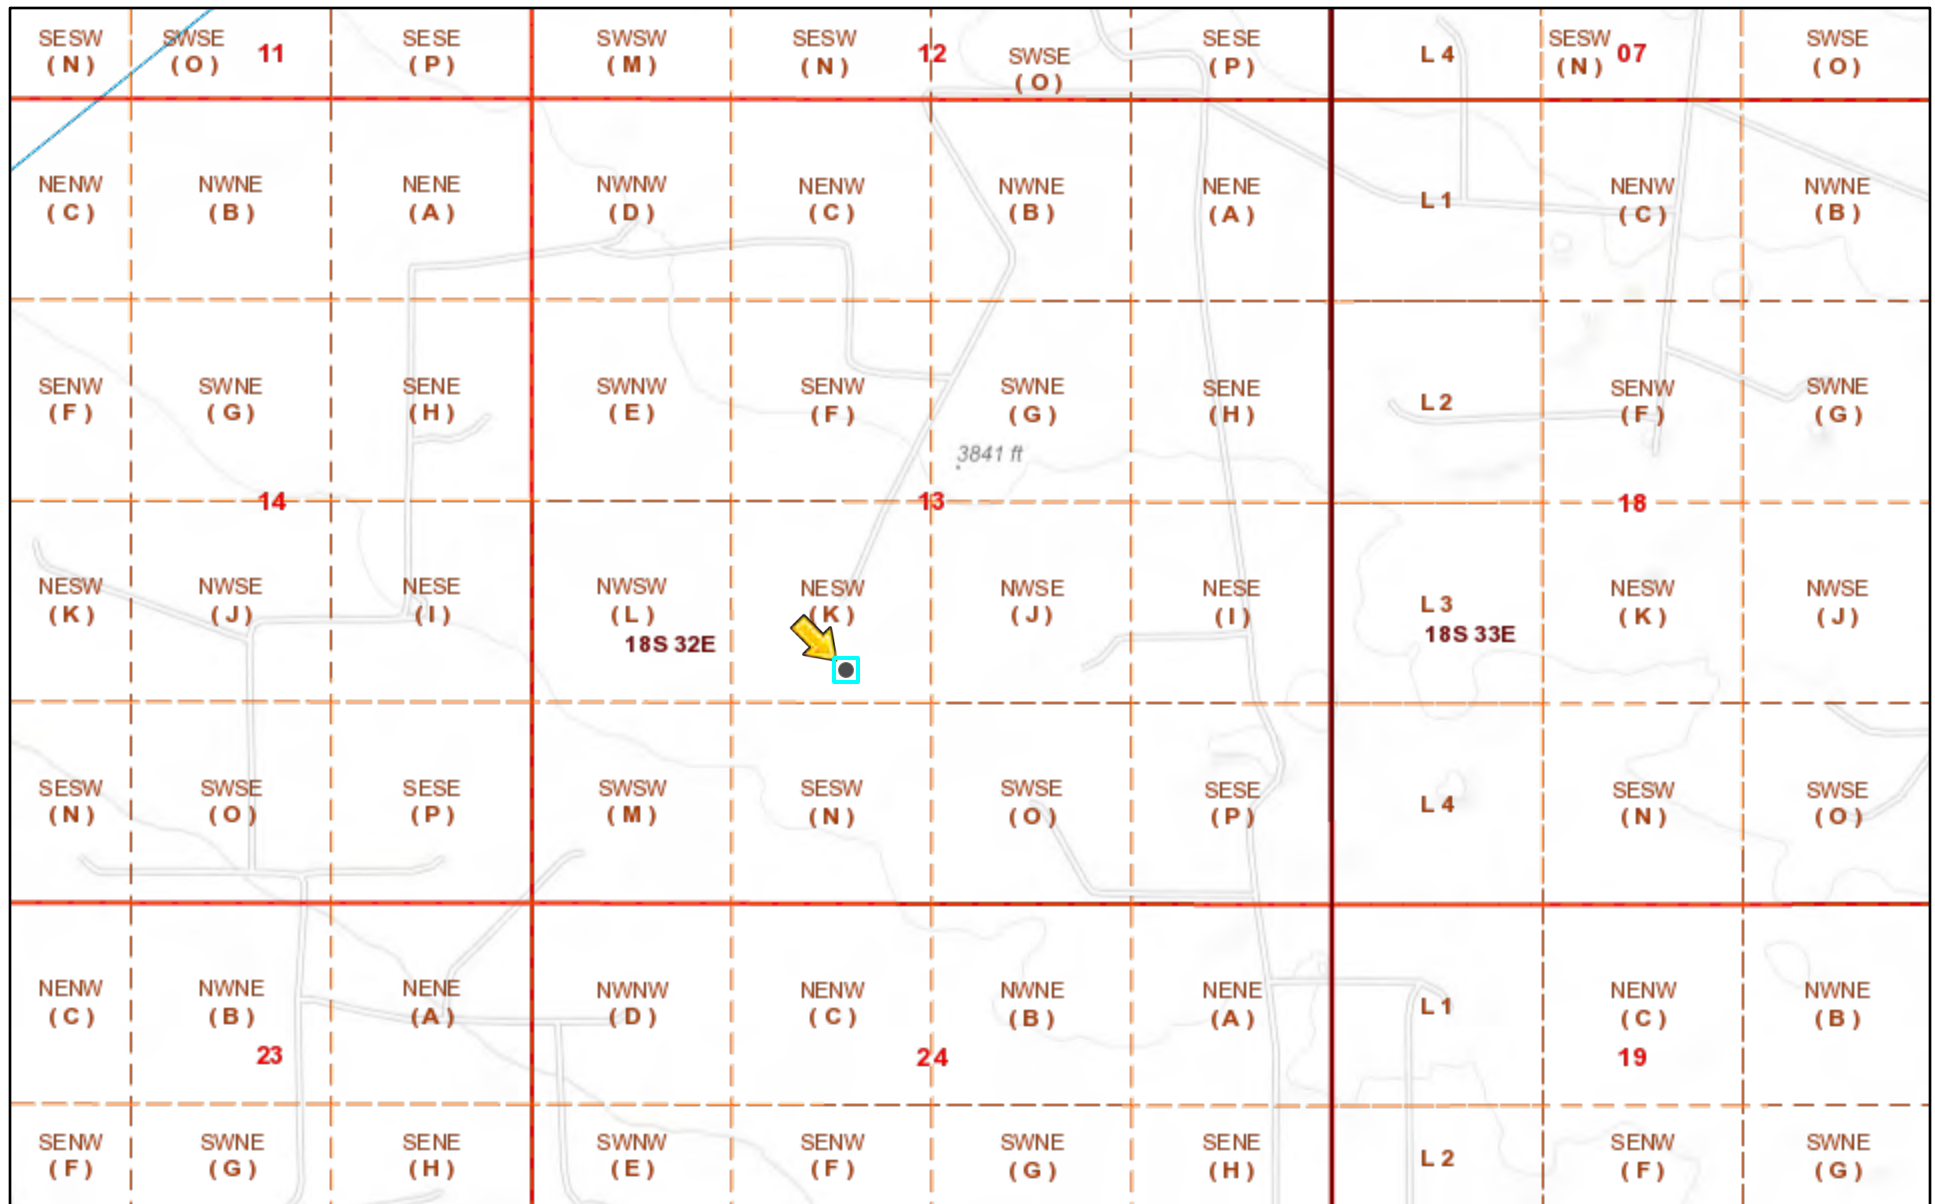 SESW
(N)
SWSE
(O)
11
SESE
(P)
SWSW
(M)
SESW
(N)
12
SWSE
(O)
SESE
(P)
L 4
SESW
(N)
07
SWSE
(O)
NENW
(C)
NWNE
(B)
NENE
(A)
NWNW
(D)
NENW
(C)
NWNE
(B)
NENE
(A)
L 1
NENW
(C)
NWNE
(B)
SENW
(F)
SWNE
(G)
SENE
(H)
SWNW
(E)
SENW
(F)
SWNE
(G)
SENE
(H)
L 2
SENW
(F)
SWNE
(G)
3841 ft
14
13
18
NESW
(K)
NWSE
(J)
NESE
(I)
NWSW
(L)
18S 32E
NESW
(K)
NWSE
(J)
NESE
(I)
L 3
18S 33E
NESW
(K)
NWSE
(J)
SESW
(N)
SWSE
(O)
SESE
(P)
SWSW
(M)
SESW
(N)
SWSE
(O)
SESE
(P)
L 4
SESW
(N)
SWSE
(O)
NENW
(C)
NWNE
(B)
NENE
(A)
NWNW
(D)
NENW
(C)
NWNE
(B)
NENE
(A)
L 1
NENW
(C)
NWNE
(B)
23
24
19
SENW
(F)
SWNE
(G)
SENE
(H)
SWNW
(E)
SENW
(F)
SWNE
(G)
SENE
(H)
L 2
SENW
(F)
SWNE
(G)